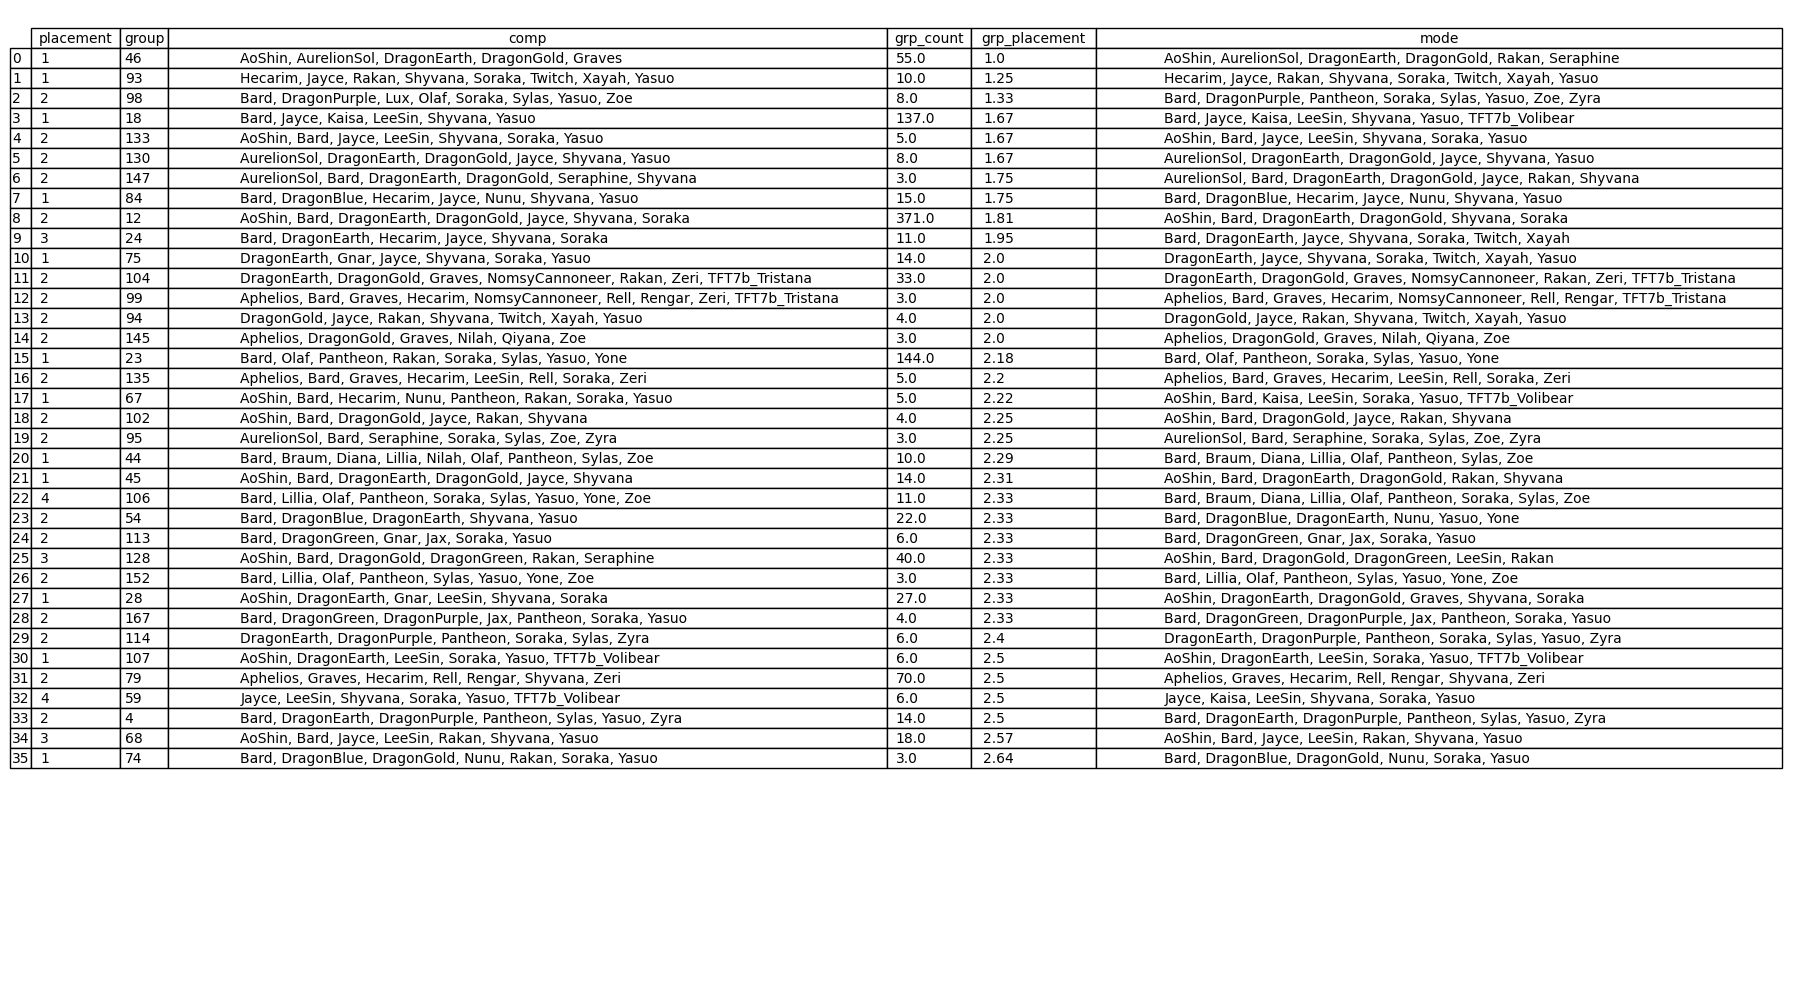 placement group comp grp_count grp_placement mode
0 1 46 AoShin, AurelionSol, DragonEarth, DragonGold, Graves 55.0 1.0 AoShin, AurelionSol, DragonEarth, DragonGold, Rakan, Seraphine
1 1 93 Hecarim, Jayce, Rakan, Shyvana, Soraka, Twitch, Xayah, Yasuo 10.0 1.25 Hecarim, Jayce, Rakan, Shyvana, Soraka, Twitch, Xayah, Yasuo
2 2 98 Bard, DragonPurple, Lux, Olaf, Soraka, Sylas, Yasuo, Zoe 8.0 1.33 Bard, DragonPurple, Pantheon, Soraka, Sylas, Yasuo, Zoe, Zyra
3 1 18 Bard, Jayce, Kaisa, LeeSin, Shyvana, Yasuo 137.0 1.67 Bard, Jayce, Kaisa, LeeSin, Shyvana, Yasuo, TFT7b_Volibear
4 2 133 AoShin, Bard, Jayce, LeeSin, Shyvana, Soraka, Yasuo 5.0 1.67 AoShin, Bard, Jayce, LeeSin, Shyvana, Soraka, Yasuo
5 2 130 AurelionSol, DragonEarth, DragonGold, Jayce, Shyvana, Yasuo 8.0 1.67 AurelionSol, DragonEarth, DragonGold, Jayce, Shyvana, Yasuo
6 2 147 AurelionSol, Bard, DragonEarth, DragonGold, Seraphine, Shyvana 3.0 1.75 AurelionSol, Bard, DragonEarth, DragonGold, Jayce, Rakan, Shyvana
7 1 84 Bard, DragonBlue, Hecarim, Jayce, Nunu, Shyvana, Yasuo 15.0 1.75 Bard, DragonBlue, Hecarim, Jayce, Nunu, Shyvana, Yasuo
8 2 12 AoShin, Bard, DragonEarth, DragonGold, Jayce, Shyvana, Soraka 371.0 1.81 AoShin, Bard, DragonEarth, DragonGold, Shyvana, Soraka
9 3 24 Bard, DragonEarth, Hecarim, Jayce, Shyvana, Soraka 11.0 1.95 Bard, DragonEarth, Jayce, Shyvana, Soraka, Twitch, Xayah
10 1 75 DragonEarth, Gnar, Jayce, Shyvana, Soraka, Yasuo 14.0 2.0 DragonEarth, Jayce, Shyvana, Soraka, Twitch, Xayah, Yasuo
11 2 104 DragonEarth, DragonGold, Graves, NomsyCannoneer, Rakan, Zeri, TFT7b_Tristana 33.0 2.0 DragonEarth, DragonGold, Graves, NomsyCannoneer, Rakan, Zeri, TFT7b_Tristana
12 2 99 Aphelios, Bard, Graves, Hecarim, NomsyCannoneer, Rell, Rengar, Zeri, TFT7b_Tristana 3.0 2.0 Aphelios, Bard, Graves, Hecarim, NomsyCannoneer, Rell, Rengar, TFT7b_Tristana
13 2 94 DragonGold, Jayce, Rakan, Shyvana, Twitch, Xayah, Yasuo 4.0 2.0 DragonGold, Jayce, Rakan, Shyvana, Twitch, Xayah, Yasuo
14 2 145 Aphelios, DragonGold, Graves, Nilah, Qiyana, Zoe 3.0 2.0 Aphelios, DragonGold, Graves, Nilah, Qiyana, Zoe
15 1 23 Bard, Olaf, Pantheon, Rakan, Soraka, Sylas, Yasuo, Yone 144.0 2.18 Bard, Olaf, Pantheon, Soraka, Sylas, Yasuo, Yone
16 2 135 Aphelios, Bard, Graves, Hecarim, LeeSin, Rell, Soraka, Zeri 5.0 2.2 Aphelios, Bard, Graves, Hecarim, LeeSin, Rell, Soraka, Zeri
17 1 67 AoShin, Bard, Hecarim, Nunu, Pantheon, Rakan, Soraka, Yasuo 5.0 2.22 AoShin, Bard, Kaisa, LeeSin, Soraka, Yasuo, TFT7b_Volibear
18 2 102 AoShin, Bard, DragonGold, Jayce, Rakan, Shyvana 4.0 2.25 AoShin, Bard, DragonGold, Jayce, Rakan, Shyvana
19 2 95 AurelionSol, Bard, Seraphine, Soraka, Sylas, Zoe, Zyra 3.0 2.25 AurelionSol, Bard, Seraphine, Soraka, Sylas, Zoe, Zyra
20 1 44 Bard, Braum, Diana, Lillia, Nilah, Olaf, Pantheon, Sylas, Zoe 10.0 2.29 Bard, Braum, Diana, Lillia, Olaf, Pantheon, Sylas, Zoe
21 1 45 AoShin, Bard, DragonEarth, DragonGold, Jayce, Shyvana 14.0 2.31 AoShin, Bard, DragonEarth, DragonGold, Rakan, Shyvana
22 4 106 Bard, Lillia, Olaf, Pantheon, Soraka, Sylas, Yasuo, Yone, Zoe 11.0 2.33 Bard, Braum, Diana, Lillia, Olaf, Pantheon, Soraka, Sylas, Zoe
23 2 54 Bard, DragonBlue, DragonEarth, Shyvana, Yasuo 22.0 2.33 Bard, DragonBlue, DragonEarth, Nunu, Yasuo, Yone
24 2 113 Bard, DragonGreen, Gnar, Jax, Soraka, Yasuo 6.0 2.33 Bard, DragonGreen, Gnar, Jax, Soraka, Yasuo
25 3 128 AoShin, Bard, DragonGold, DragonGreen, Rakan, Seraphine 40.0 2.33 AoShin, Bard, DragonGold, DragonGreen, LeeSin, Rakan
26 2 152 Bard, Lillia, Olaf, Pantheon, Sylas, Yasuo, Yone, Zoe 3.0 2.33 Bard, Lillia, Olaf, Pantheon, Sylas, Yasuo, Yone, Zoe
27 1 28 AoShin, DragonEarth, Gnar, LeeSin, Shyvana, Soraka 27.0 2.33 AoShin, DragonEarth, DragonGold, Graves, Shyvana, Soraka
28 2 167 Bard, DragonGreen, DragonPurple, Jax, Pantheon, Soraka, Yasuo 4.0 2.33 Bard, DragonGreen, DragonPurple, Jax, Pantheon, Soraka, Yasuo
29 2 114 DragonEarth, DragonPurple, Pantheon, Soraka, Sylas, Zyra 6.0 2.4 DragonEarth, DragonPurple, Pantheon, Soraka, Sylas, Yasuo, Zyra
30 1 107 AoShin, DragonEarth, LeeSin, Soraka, Yasuo, TFT7b_Volibear 6.0 2.5 AoShin, DragonEarth, LeeSin, Soraka, Yasuo, TFT7b_Volibear
31 2 79 Aphelios, Graves, Hecarim, Rell, Rengar, Shyvana, Zeri 70.0 2.5 Aphelios, Graves, Hecarim, Rell, Rengar, Shyvana, Zeri
32 4 59 Jayce, LeeSin, Shyvana, Soraka, Yasuo, TFT7b_Volibear 6.0 2.5 Jayce, Kaisa, LeeSin, Shyvana, Soraka, Yasuo
33 2 4 Bard, DragonEarth, DragonPurple, Pantheon, Sylas, Yasuo, Zyra 14.0 2.5 Bard, DragonEarth, DragonPurple, Pantheon, Sylas, Yasuo, Zyra
34 3 68 AoShin, Bard, Jayce, LeeSin, Rakan, Shyvana, Yasuo 18.0 2.57 AoShin, Bard, Jayce, LeeSin, Rakan, Shyvana, Yasuo
35 1 74 Bard, DragonBlue, DragonGold, Nunu, Rakan, Soraka, Yasuo 3.0 2.64 Bard, DragonBlue, DragonGold, Nunu, Soraka, Yasuo